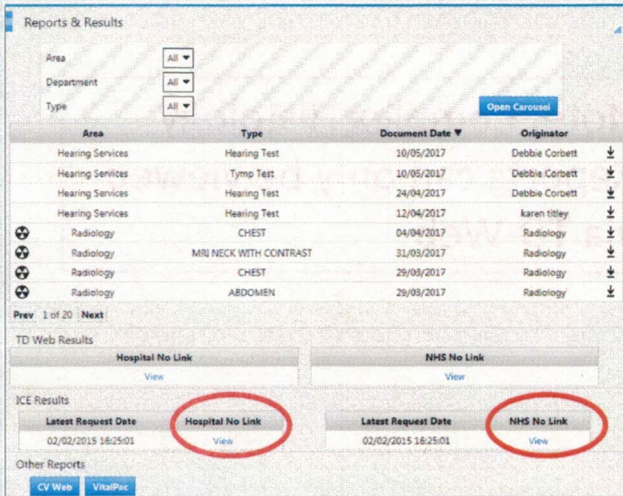 Reports & Results
Area All
Department All
Type All
Open Carousel
Area Type Document Date Originator
Hearing Services Hearing Test 10/05/2017 Debbie Corbett
Hearing Services Tymp Test 10/05/2017 Debbie Corbett
Hearing Services Hearing Test 24/04/2017 Debbie Corbett
Hearing Services Hearing Test 12/04/2017 karen titley
Radiology CHEST 04/04/2017 Radiology
Radiology MRI NECK WITH CONTRAST 31/03/2017 Radiology
Radiology CHEST 29/03/2017 Radiology
Radiology ABDOMEN 29/03/2017 Radiology
Prev 1 of 20 Next
TD Web Results
Hospital No Link NHS No Link
View View
ICE Results
Latest Request Date Hospital No Link Latest Request Date NHS No Link
02/02/2015 16:25:01 View 02/02/2015 16:25:01 View
Other Reports
CV Web VitalPac